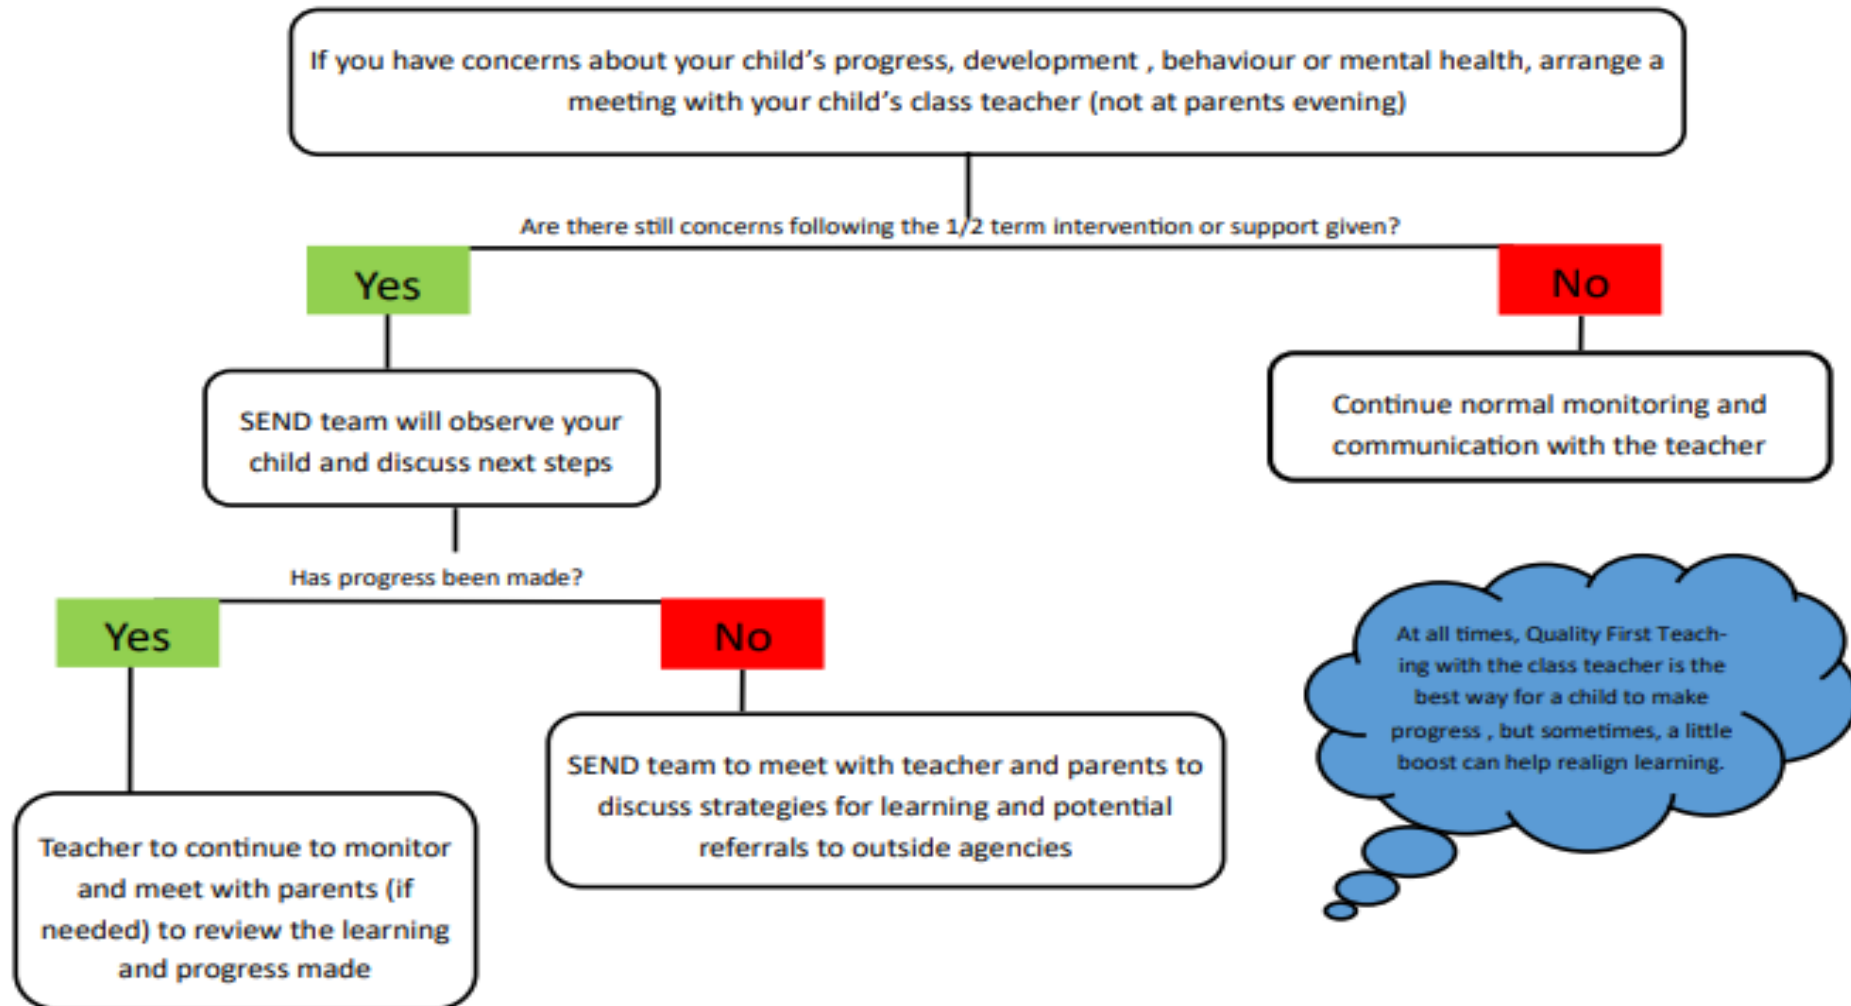 If you have concerns about your child's progress, development , behaviour or mental health, arrange a
meeting with your child's class teacher (not at parents evening)
Are there still concerns following the 1/2 term intervention or support given?
Yes
No
SEND team will observe your
child and discuss next steps
Continue normal monitoring and
communication with the teacher
Has progress been made?
Yes
No
At all times, Quality First Teach-
ing with the class teacher is the
best way for a child to make
progress , but sometimes, a little
boost can help realign learning.
SEND team to meet with teacher and parents to
discuss strategies for learning and potential
referrals to outside agencies
Teacher to continue to monitor
and meet with parents (if
needed) to review the learning
and progress made